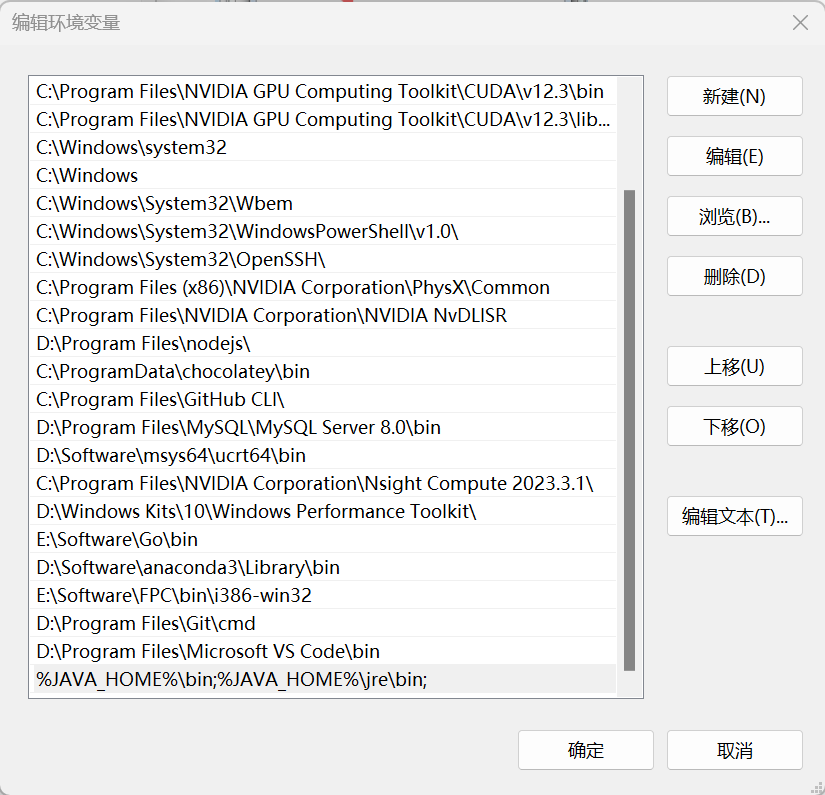 编辑环境变量
C:\Program Files\NVIDIA GPU Computing Toolkit\CUDA\v12.3\bin
C:\Program Files\NVIDIA GPU Computing Toolkit\CUDA\v12.3\lib...
C:\Windows\system32
C:\Windows
C:\Windows\System32\Wbem
C:\Windows\System32\WindowsPowerShell\v1.0\
C:\Windows\System32\OpenSSH\
C:\Program Files (x86)\NVIDIA Corporation\PhysX\Common
C:\Program Files\NVIDIA Corporation\NVIDIA NvDLISR
D:\Program Files\nodejs\
C:\ProgramData\chocolatey\bin
C:\Program Files\GitHub CLI\
D:\Program Files\MySQL\MySQL Server 8.0\bin
D:\Software\msys64\ucrt64\bin
C:\Program Files\NVIDIA Corporation\Nsight Compute 2023.3.1\
D:\Windows Kits\10\Windows Performance Toolkit\
E:\Software\Go\bin
D:\Software\anaconda3\Library\bin
E:\Software\FPC\bin\i386-win32
D:\Program Files\Git\cmd
D:\Program Files\Microsoft VS Code\bin
%JAVA_HOME%\bin;%JAVA_HOME%\jre\bin;
新建(N)
编辑(E)
浏览(B)...
删除(D)
上移(U)
下移(O)
编辑文本(T)...
确定
取消